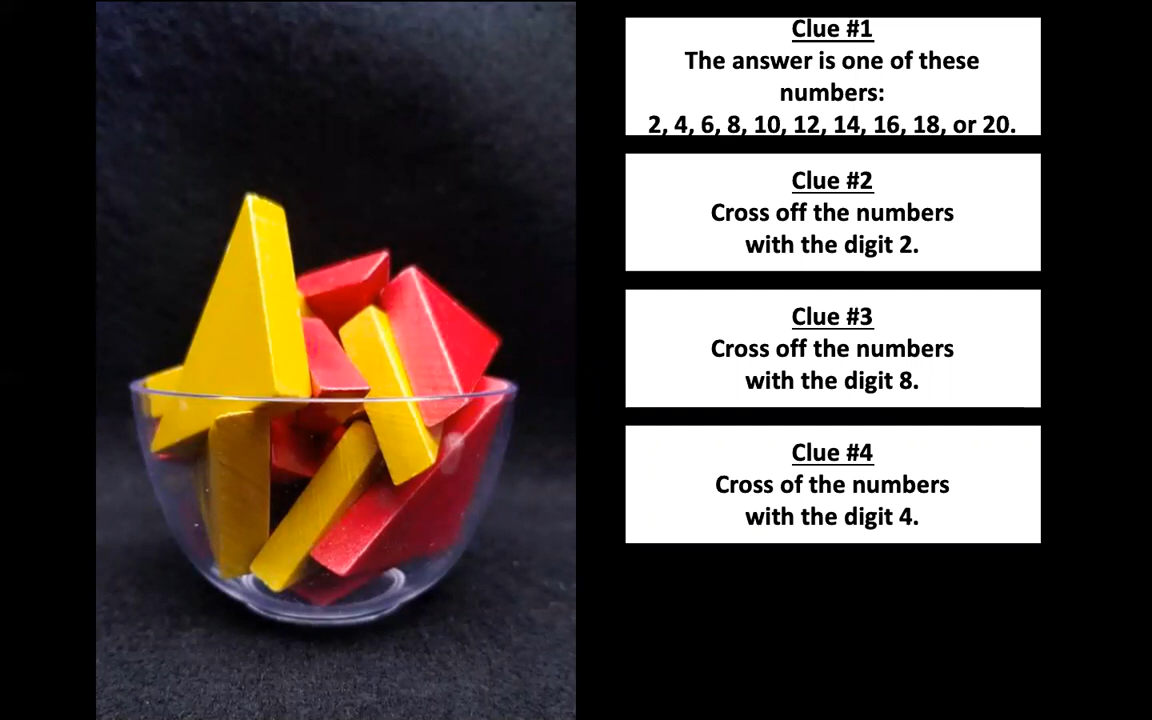 Clue #1
The answer is one of these
numbers:
2, 4, 6, 8, 10, 12, 14, 16, 18, or 20.
Clue #2
Cross off the numbers
with the digit 2.
Clue #3
Cross off the numbers
with the digit 8.
Clue #4
Cross of the numbers
with the digit 4.